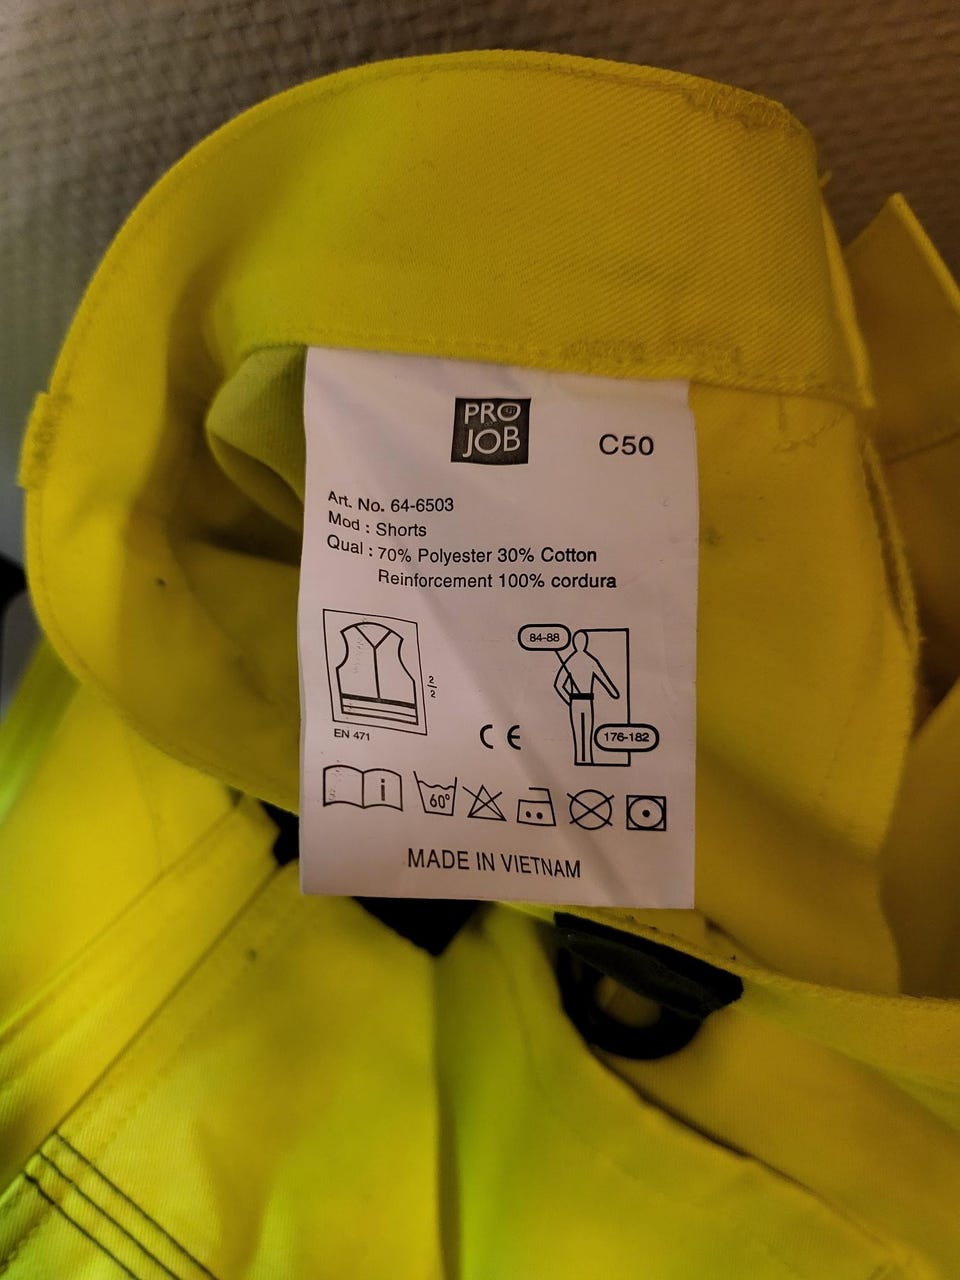 PRO
JOB
C50
Art. No. 64-6503
Mod : Shorts
Qual : 70% Polyester 30% Cotton
Reinforcement 100% cordura
84-88
2
2
EN 471
CE
176-182
i
60°
MADE IN VIETNAM